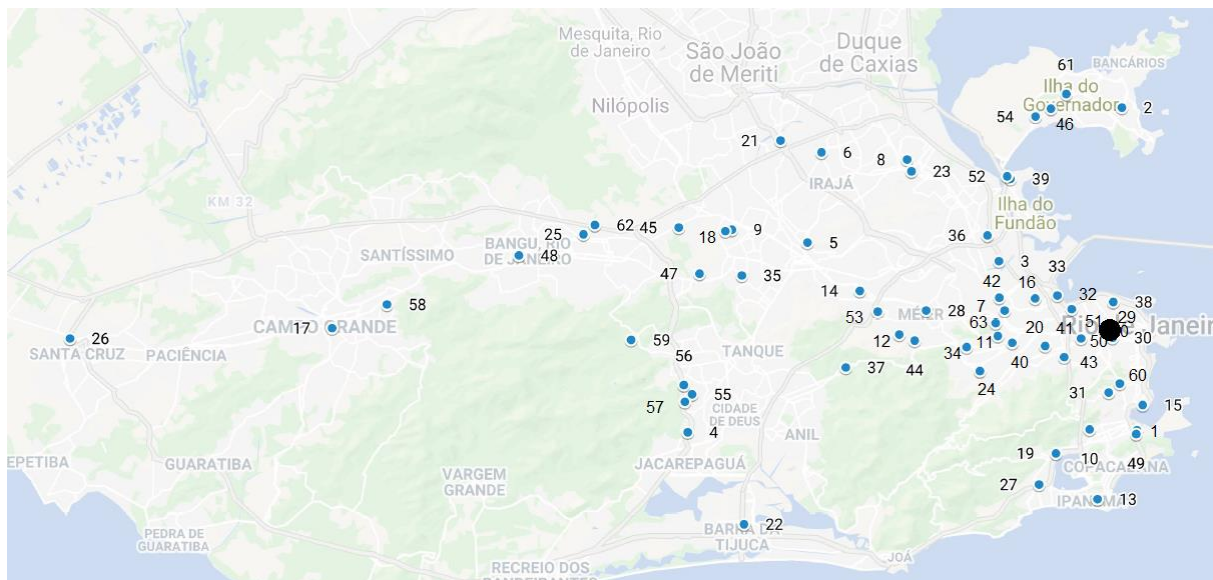 Mesquita, Rio
de Janeiro
São João
de Meriti
Duque
de Caxias
61
BANCÁRIOS
Ilha do
Governador
Nilópolis
54
46
2
21
6
8
23
52
39
IRAJÁ
Ilha do
Fundão
KM 32
62
45
18
9
5
36
25
SANTÍSSIMO
BANGU, RIO
DE JANEIRO
48
47
35
3
33
42
16
14
58
7
32
38
17
CAMPO GRANDE
53
MÉIER
28
63
20
41
51
29
0
30
26
SANTA CRUZ
PACIÊNCIA
59
56
TANQUE
12
44
34
11
40
50
43
37
24
60
31
57
55
CIDADE
DE DEUS
15
4
ANIL
1
EPETIBA
GUARATIBA
JACAREPAGUÁ
19
10
COPACABANA
49
VARGEM
GRANDE
27
IPANEMA
13
PEDRA DE
GUARATIBA
22
BARRA DA
TIJUCA
JOÁ
RECREIO DOS
BANDEIRANTES